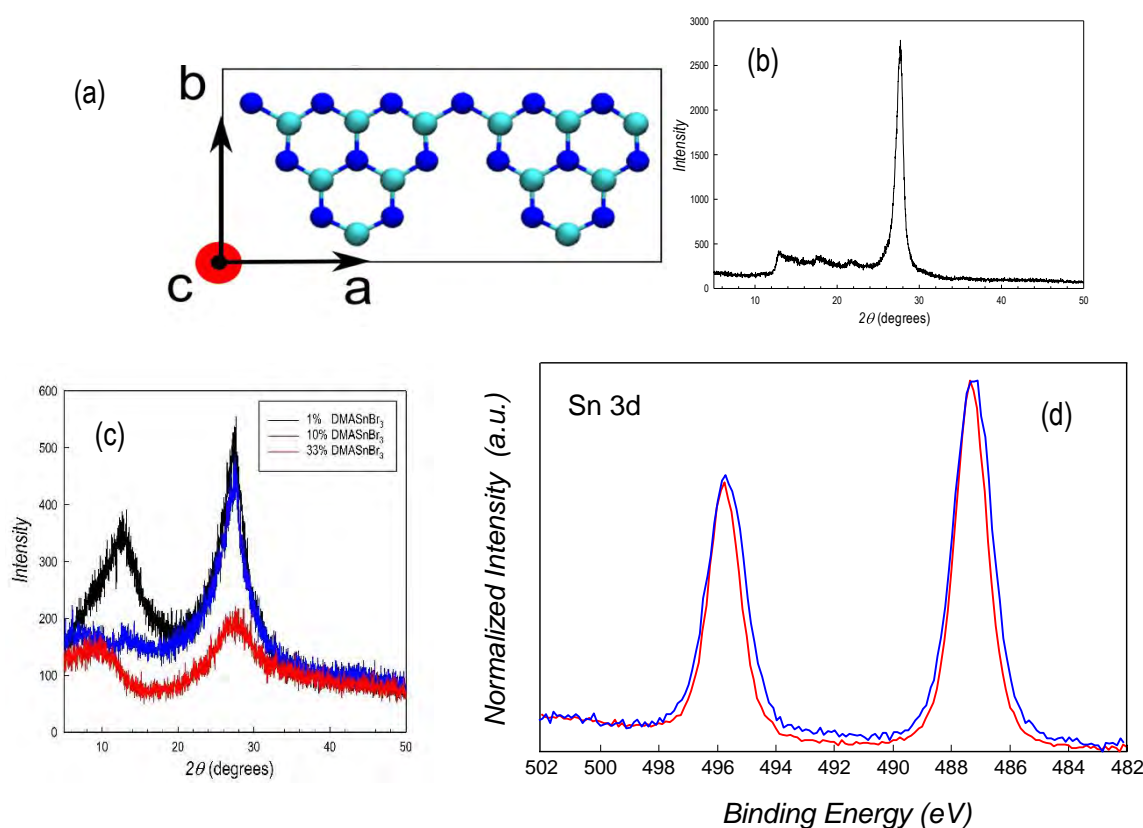 (a)
b
c
a
(b)
3000
2500
2000
1500
1000
500
0
Intensity
10 20 30 40 50
2θ (degrees)
(c)
1% DMASnBr3
10% DMASnBr3
33% DMASnBr3
600
500
400
300
200
100
0
Intensity
10 20 30 40 50
2θ (degrees)
Sn 3d
(d)
Normalized Intensity (a.u.)
502 500 498 496 494 492 490 488 486 484 482
Binding Energy (eV)